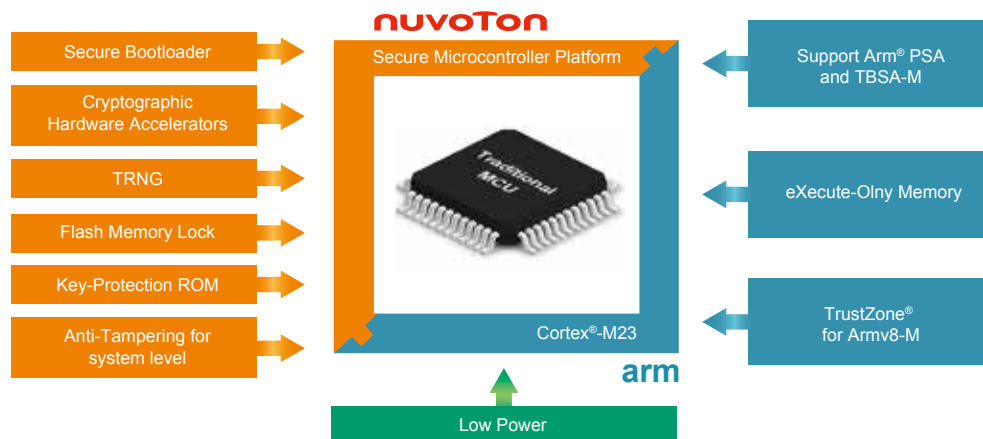 nuvoTon
Secure Bootloader
Cryptographic
Hardware Accelerators
TRNG
Flash Memory Lock
Key-Protection ROM
Anti-Tampering for
system level
Secure Microcontroller Platform
Traditional
MCU
Cortex®-M23
arm
Support Arm® PSA
and TBSA-M
eXecute-Olny Memory
TrustZone®
for Armv8-M
Low Power